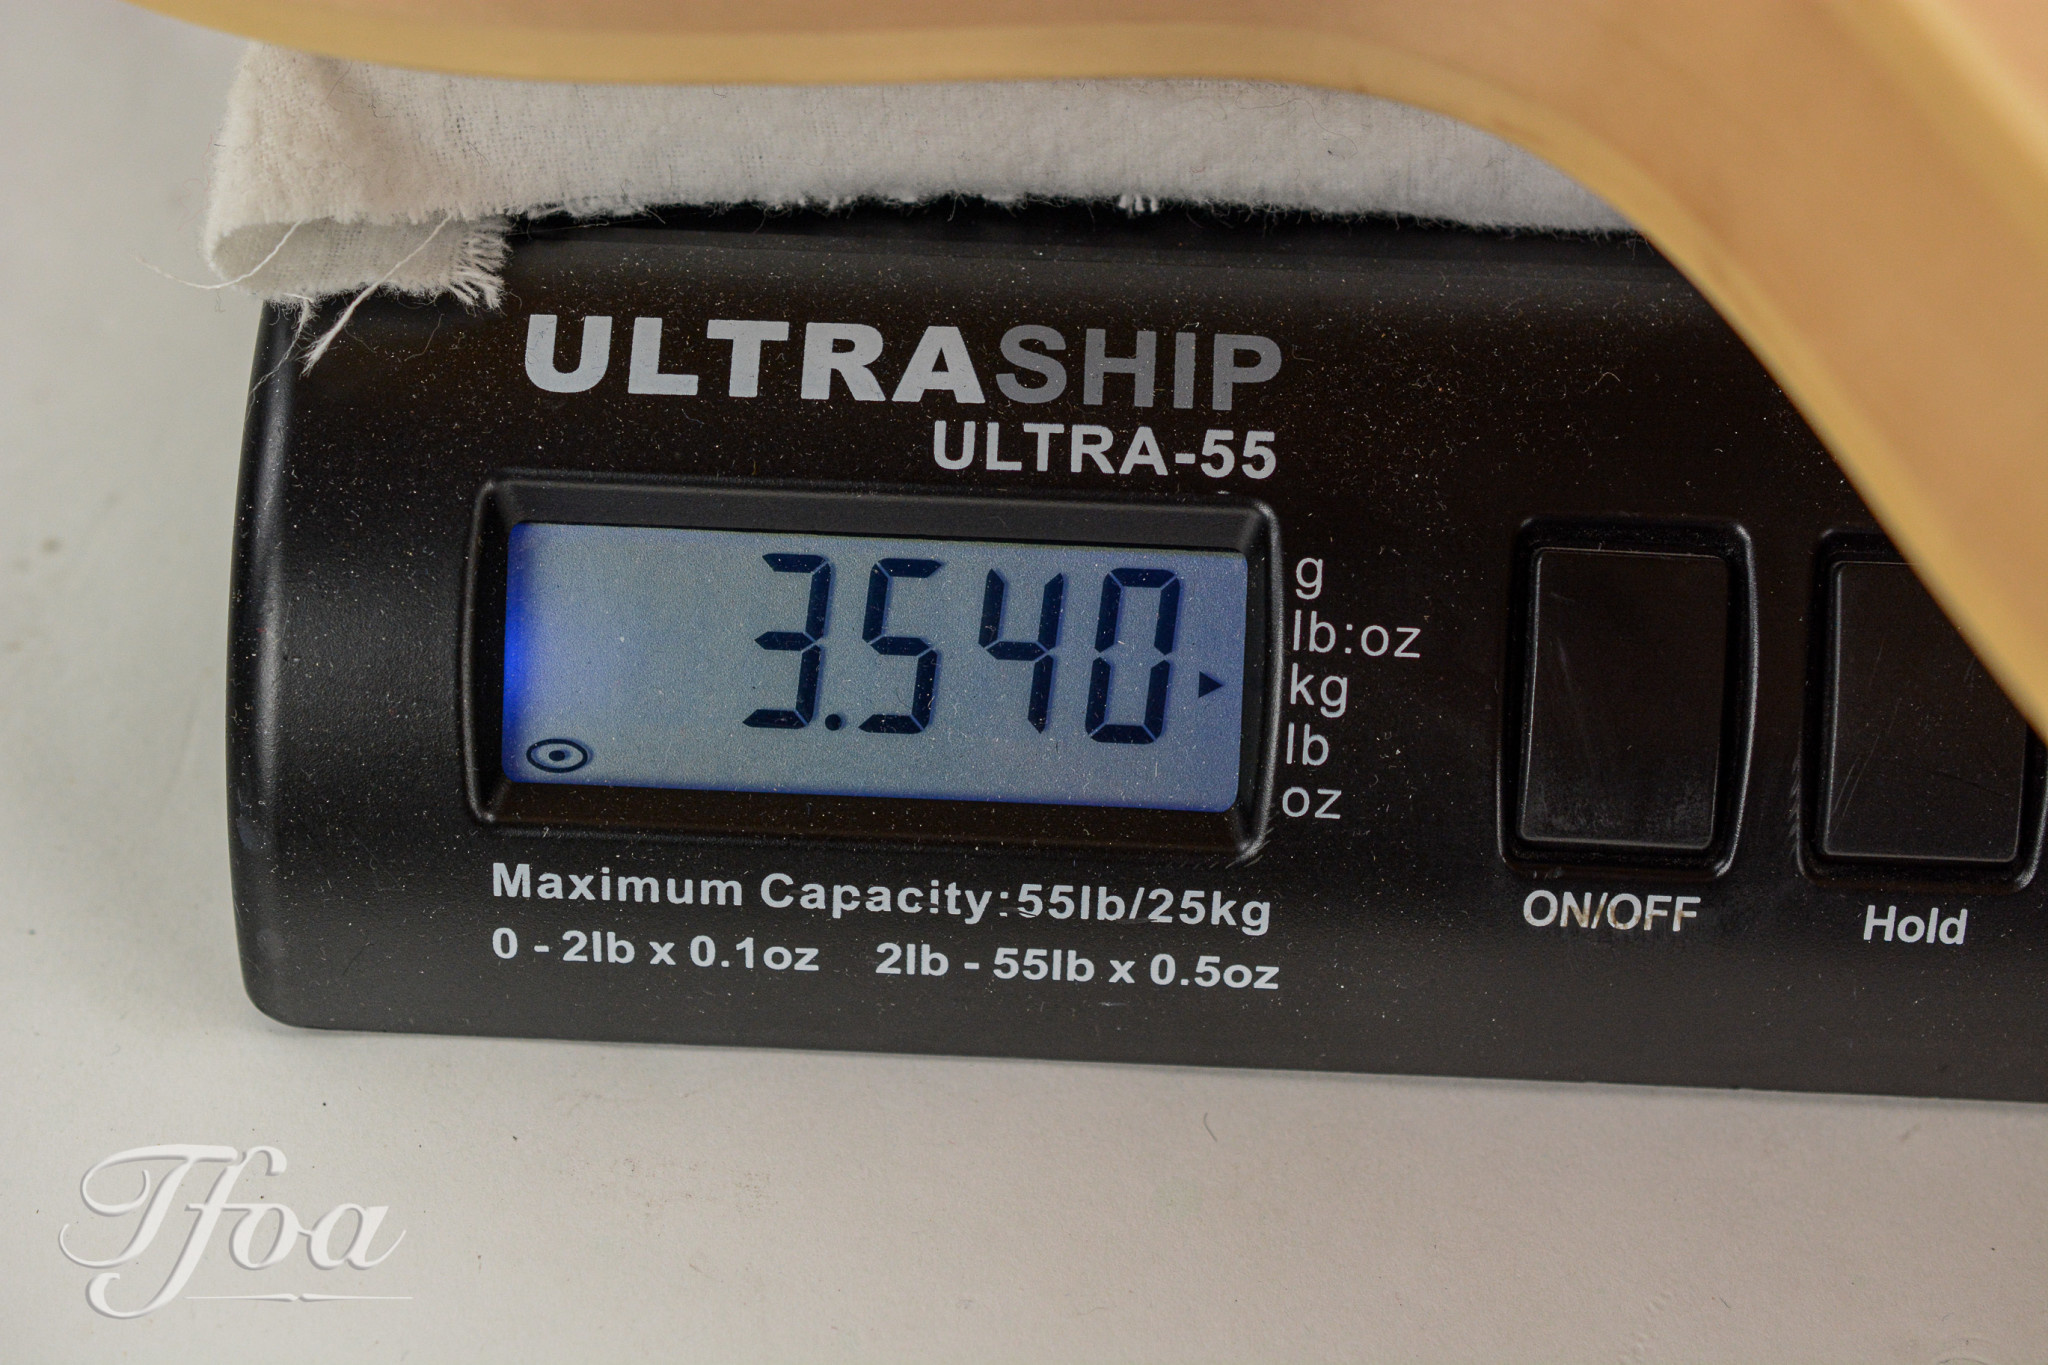 ULTRASHIP
ULTRA-55
3.540
g
lb:oz
kg
lb
oz
Maximum Capacity:55lb/25kg
0 - 2lb x 0.1oz 2lb - 55lb x 0.5oz
ON/OFF
Hold
Tfoa